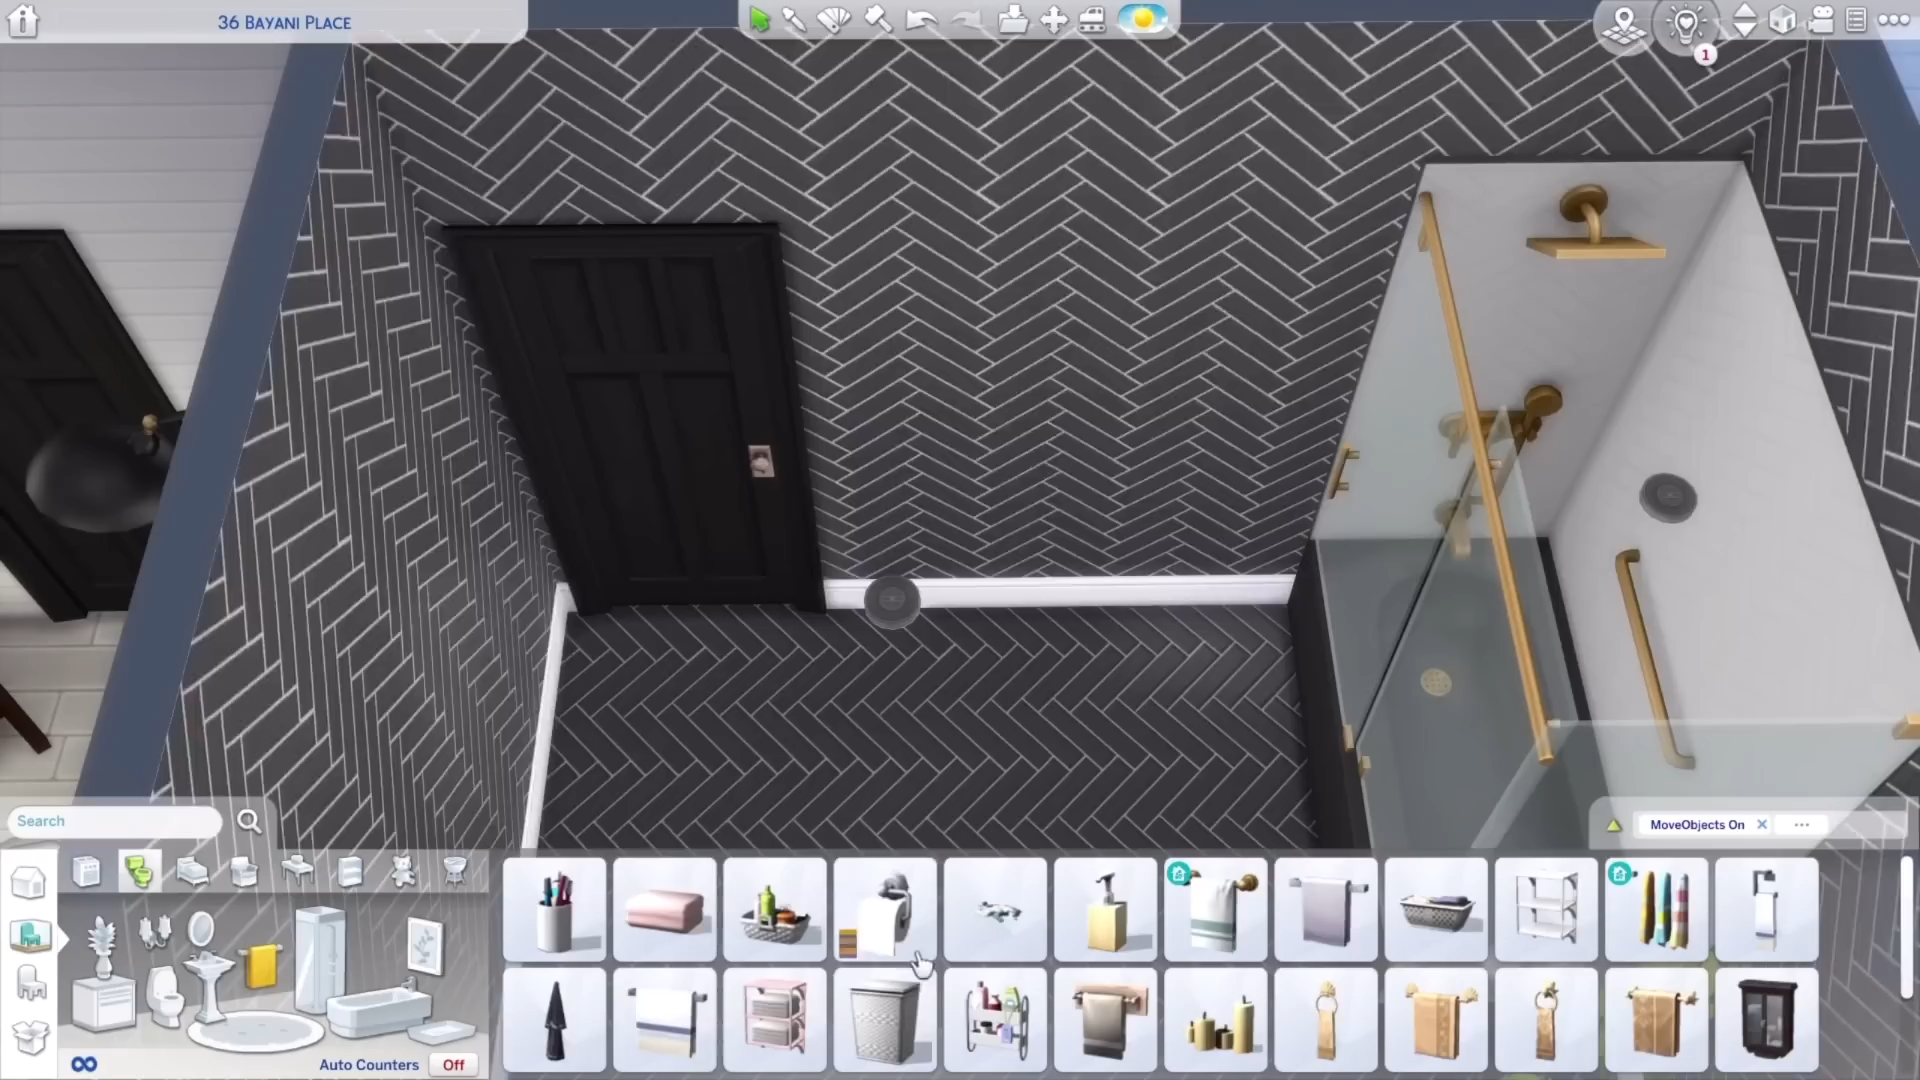 36 BAYANI PLACE
1
Search
MoveObjects On
Auto Counters
Off